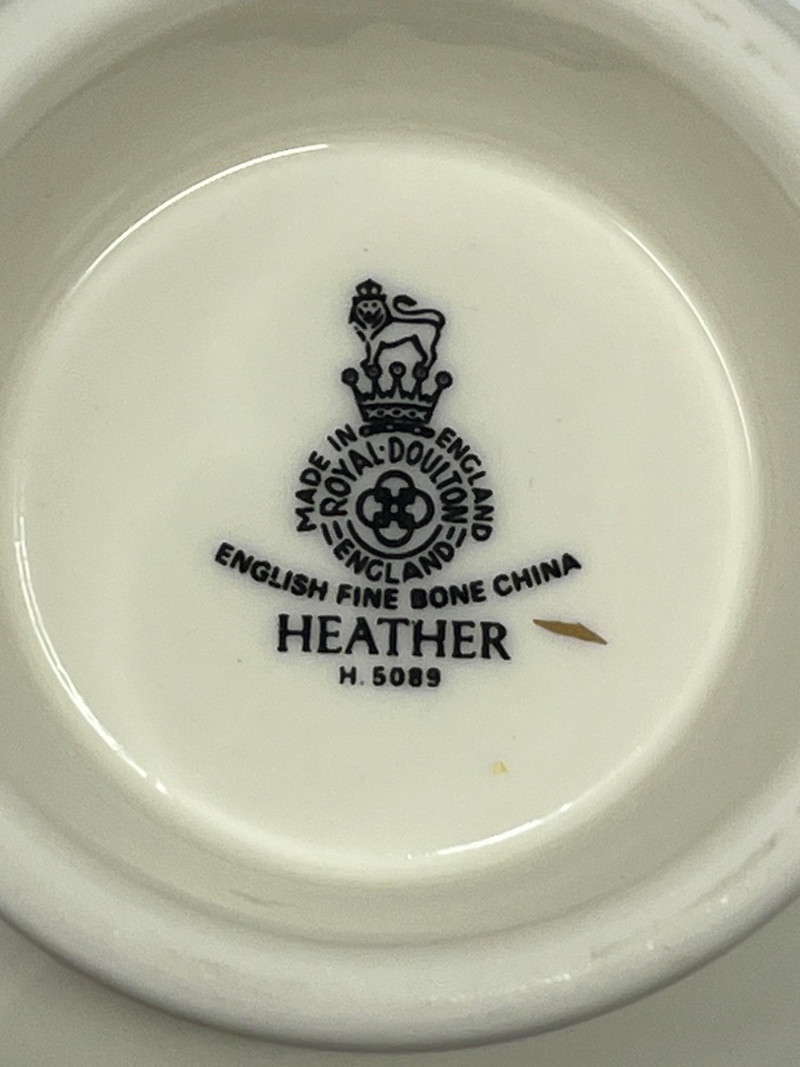 MADE IN ENGLAND
ROYAL·DOULTON
ENGLAND
ENGLISH FINE BONE CHINA
HEATHER
H. 5089